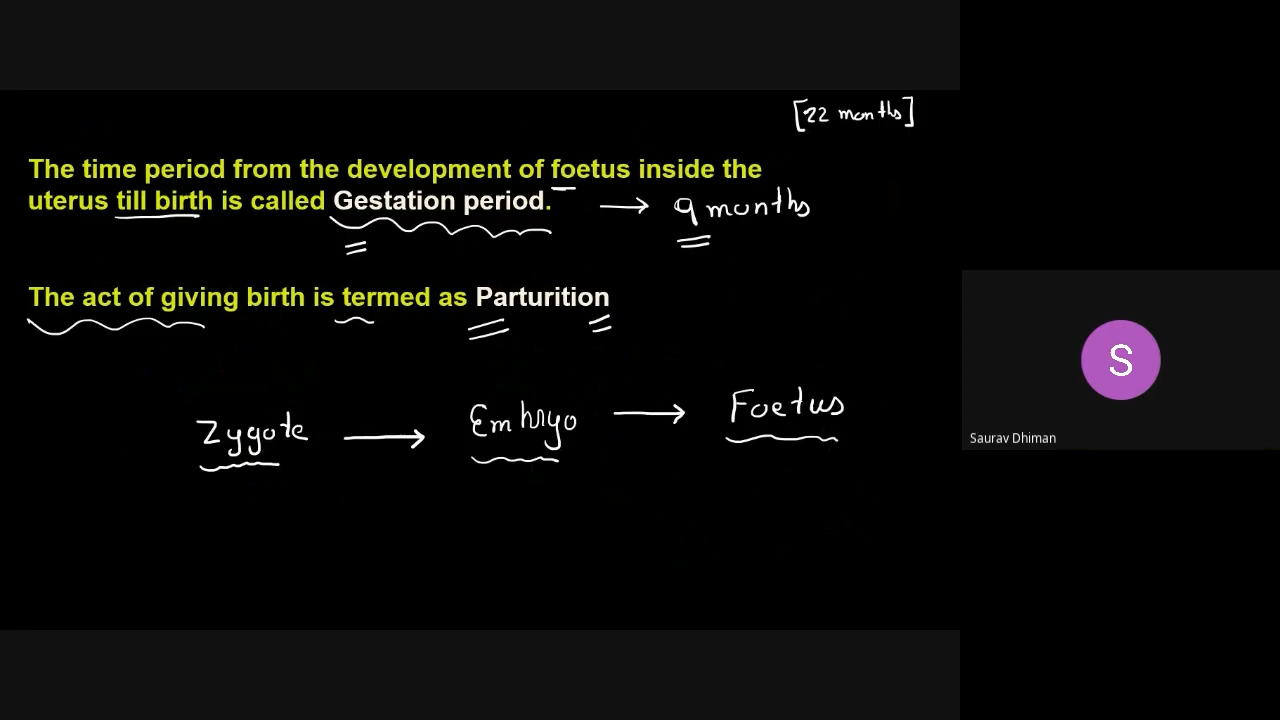 [22 months]
The time period from the development of foetus inside the
uterus till birth is called Gestation period. → 9 months
The act of giving birth is termed as Parturition
Zygote → Embryo → Foetus
S
Saurav Dhiman